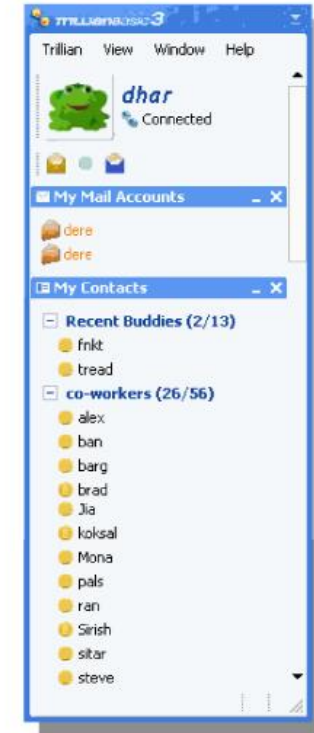 trillian basic 3
Trillian View Window Help
dhar
Connected
My Mail Accounts
dere
dere
My Contacts
Recent Buddies (2/13)
fnkt
tread
co-workers (26/56)
alex
ban
barg
brad
Jia
koksal
Mona
pals
ran
Sirish
sitar
steve